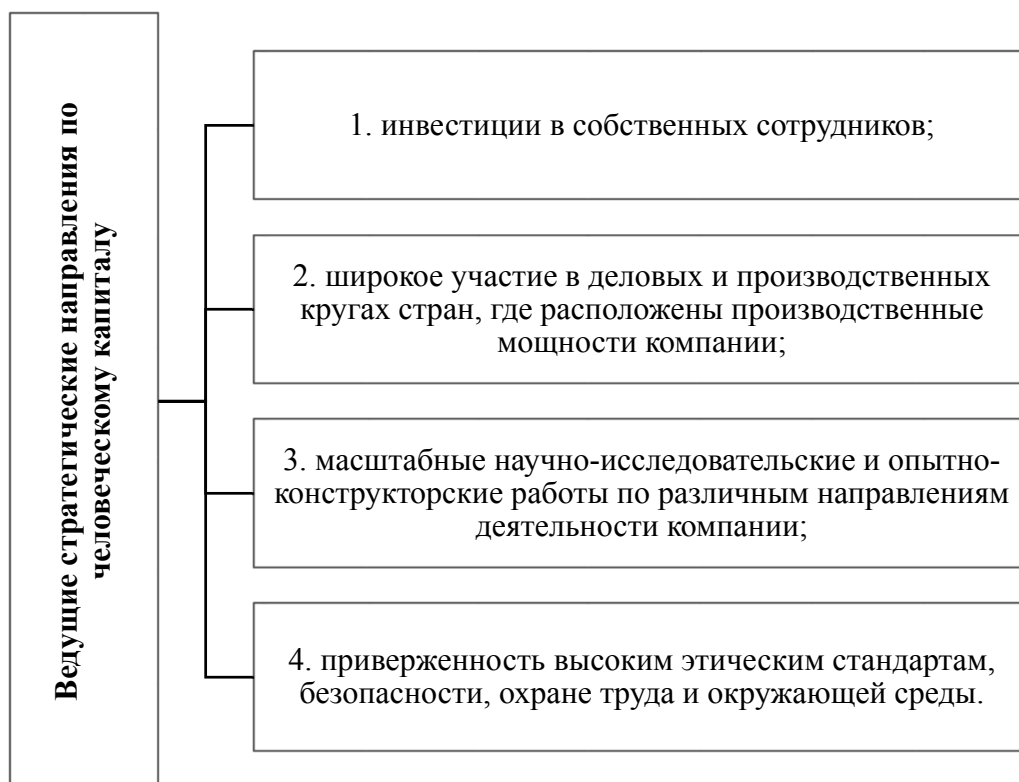 Ведущие стратегические направления по
человеческому капиталу
1. инвестиции в собственных сотрудников;
2. широкое участие в деловых и производственных
кругах стран, где расположены производственные
мощности компании;
3. масштабные научно-исследовательские и опытно-
конструкторские работы по различным направлениям
деятельности компании;
4. приверженность высоким этическим стандартам,
безопасности, охране труда и окружающей среды.